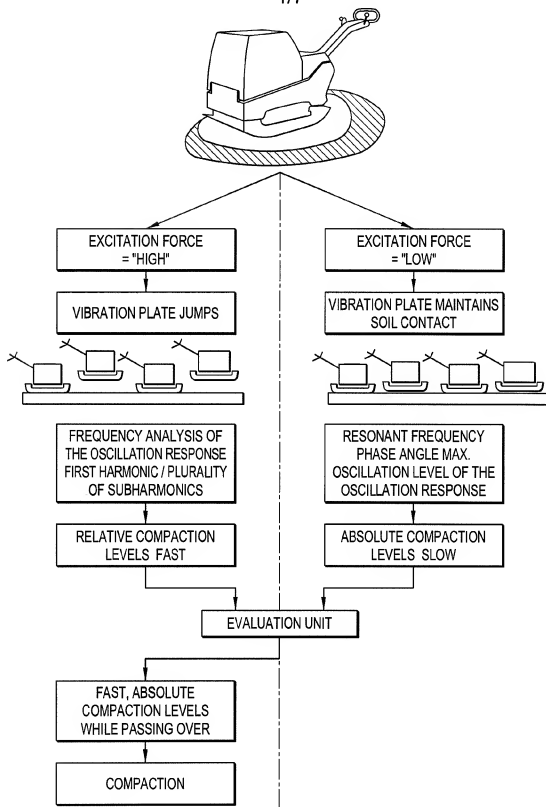 EXCITATION FORCE
= "HIGH"
VIBRATION PLATE JUMPS
FREQUENCY ANALYSIS OF
THE OSCILLATION RESPONSE
FIRST HARMONIC / PLURALITY
OF SUBHARMONICS
RELATIVE COMPACTION
LEVELS FAST
EXCITATION FORCE
= "LOW"
VIBRATION PLATE MAINTAINS
SOIL CONTACT
RESONANT FREQUENCY
PHASE ANGLE MAX.
OSCILLATION LEVEL OF THE
OSCILLATION RESPONSE
ABSOLUTE COMPACTION
LEVELS SLOW
EVALUATION UNIT
FAST, ABSOLUTE
COMPACTION LEVELS
WHILE PASSING OVER
COMPACTION